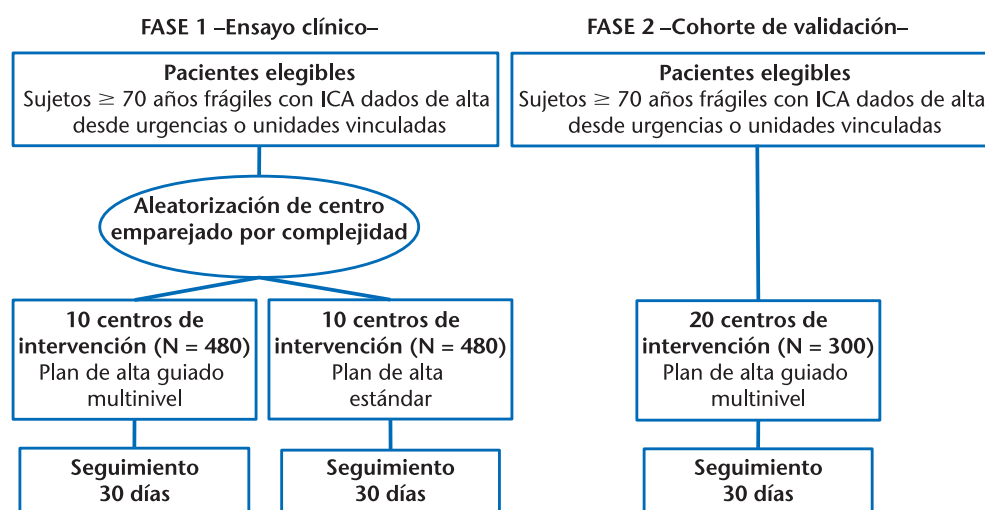 FASE 1 –Ensayo clínico–
Pacientes elegibles
Sujetos ≥ 70 años frágiles con ICA dados de alta
desde urgencias o unidades vinculadas
Aleatorización de centro
emparejado por complejidad
10 centros de
intervención (N = 480)
Plan de alta guiado
multinivel
Seguimiento
30 días
10 centros de
intervención (N = 480)
Plan de alta
estándar
Seguimiento
30 días
FASE 2 –Cohorte de validación–
Pacientes elegibles
Sujetos ≥ 70 años frágiles con ICA dados de alta
desde urgencias o unidades vinculadas
20 centros de
intervención (N = 300)
Plan de alta guiado
multinivel
Seguimiento
30 días